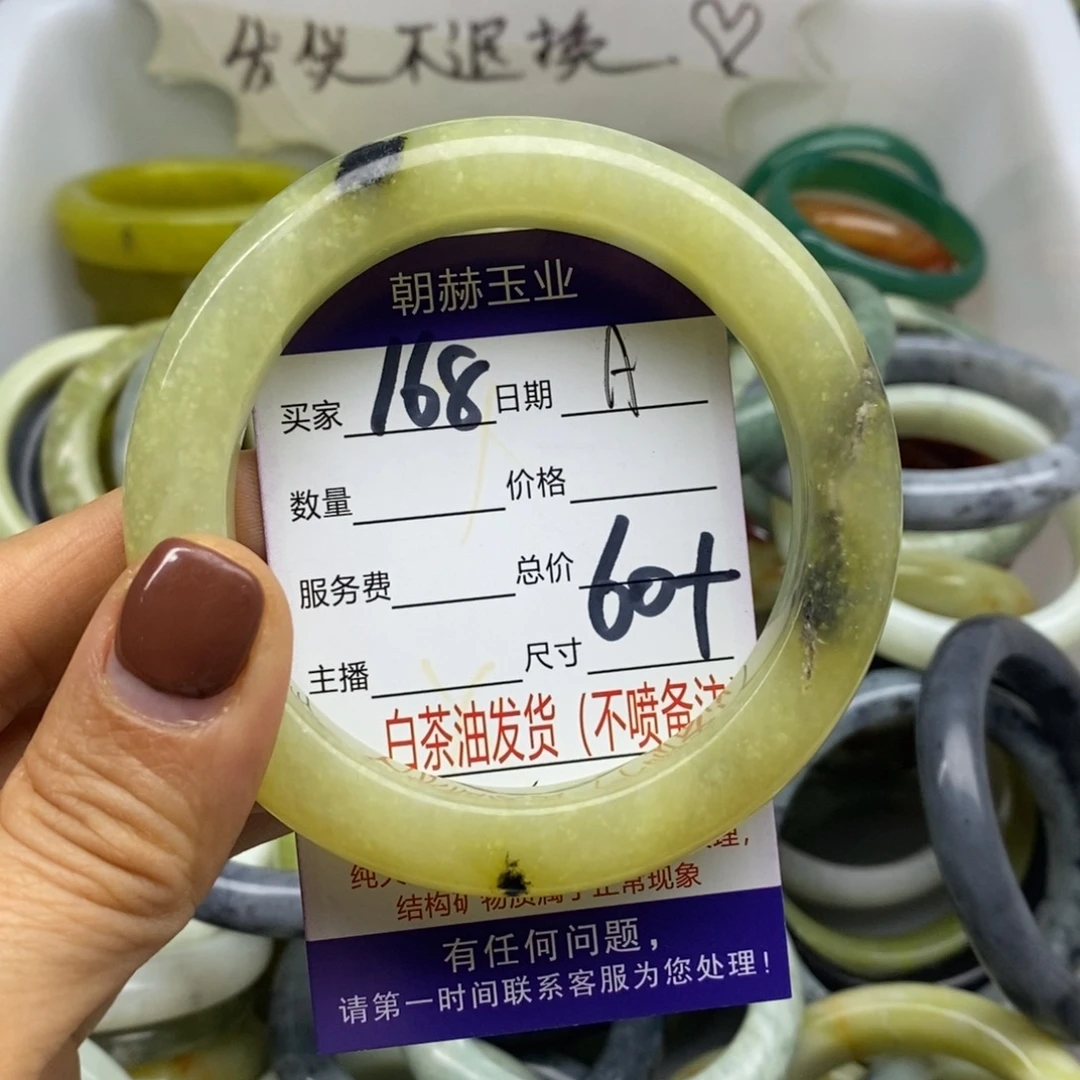 不退换
朝赫玉业
买家 168 日期 A
数量 价格
服务费 总价
主播 尺寸 60+
白茶油发货（不喷备注
理，
纯
结构矿物质属于正常现象
有任何问题，
请第一时间联系客服为您处理！